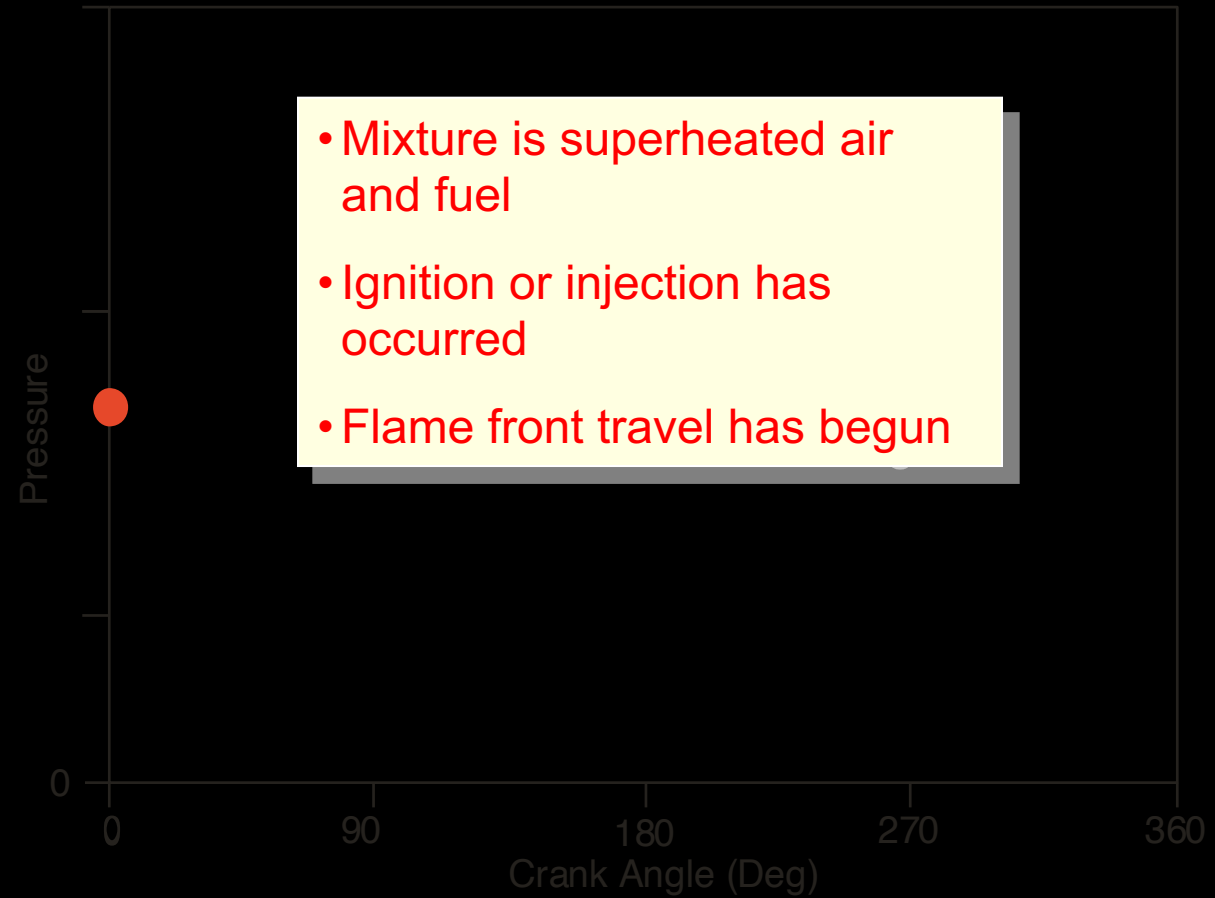 • Mixture is superheated air
and fuel
• Ignition or injection has
occurred
• Flame front travel has begun
Pressure
0
0
90
180
270
360
Crank Angle (Deg)